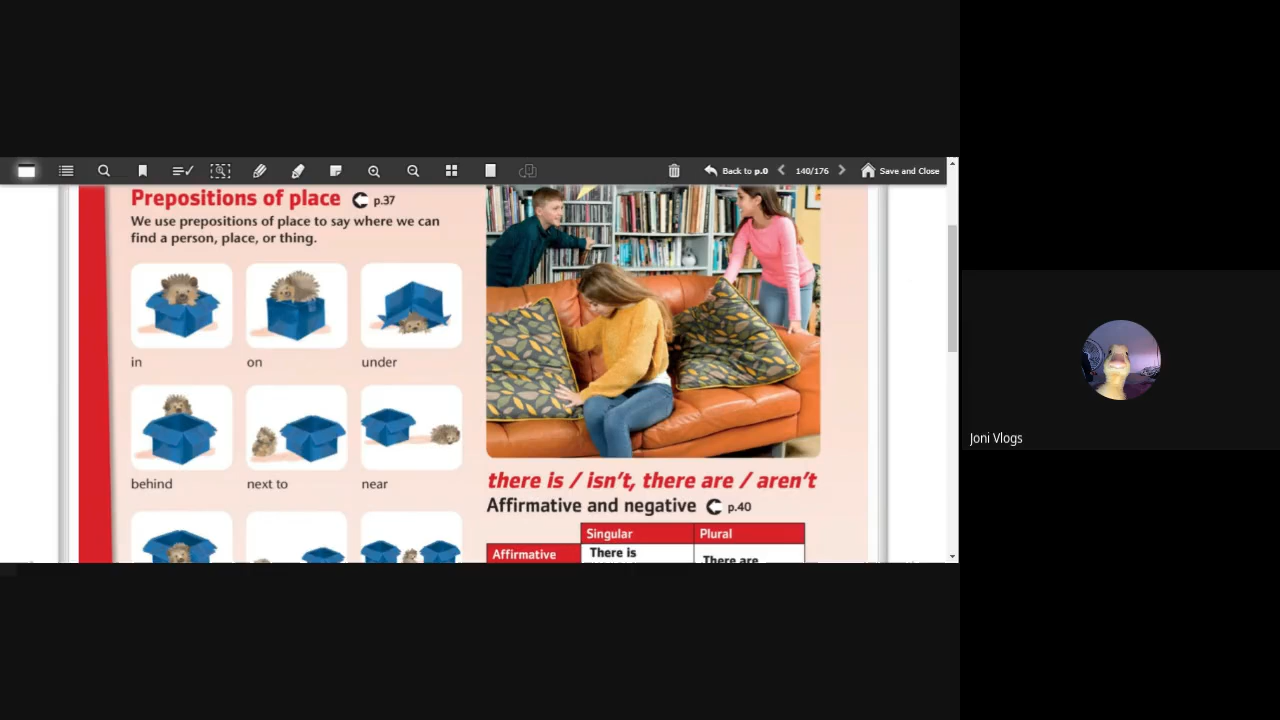 Back to p.0
140/176
Save and Close
Prepositions of place
p.37
We use prepositions of place to say where we can
find a person, place, or thing.
in
on
under
behind
next to
near
there is / isn't, there are / aren't
Affirmative and negative
p.40
Singular
Plural
Affirmative
There is
There are
Joni Vlogs